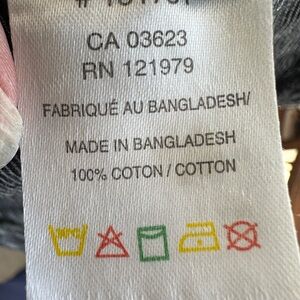 CA 03623
RN 121979
FABRIQUÉ AU BANGLADESH/
MADE IN BANGLADESH
100% COTON / COTTON